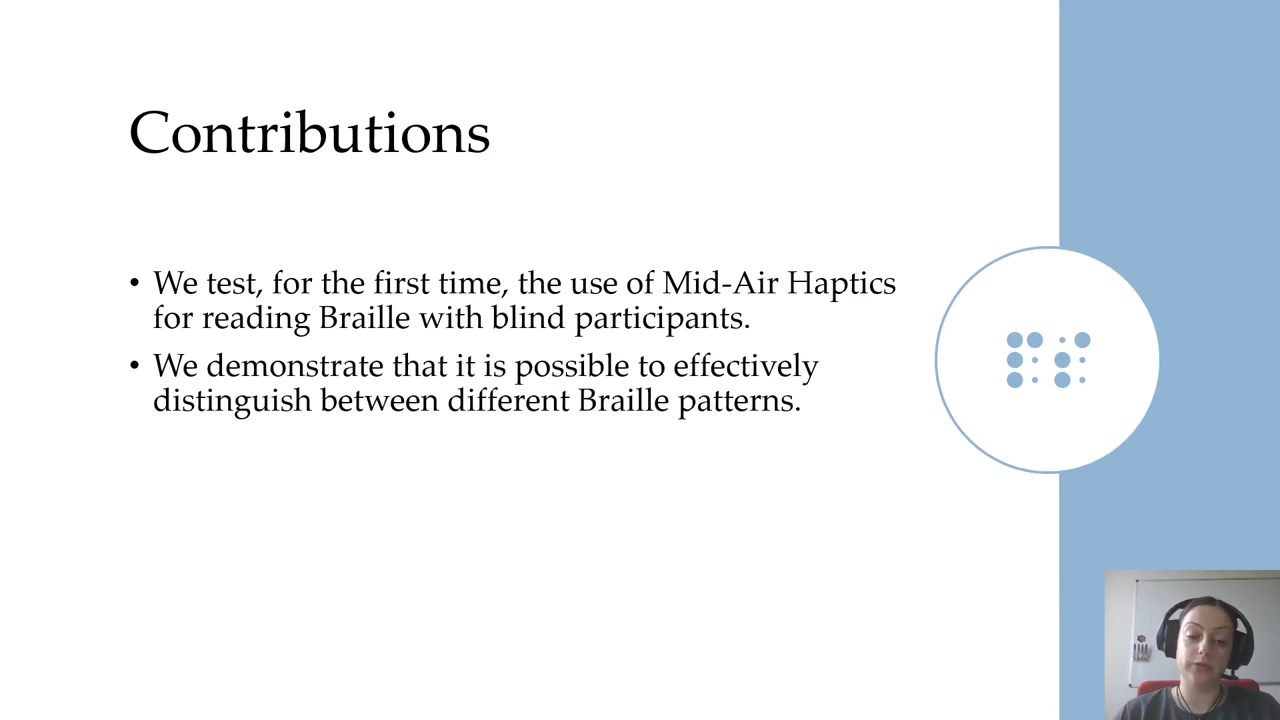 Contributions
• We test, for the first time, the use of Mid-Air Haptics
for reading Braille with blind participants.
• We demonstrate that it is possible to effectively
distinguish between different Braille patterns.